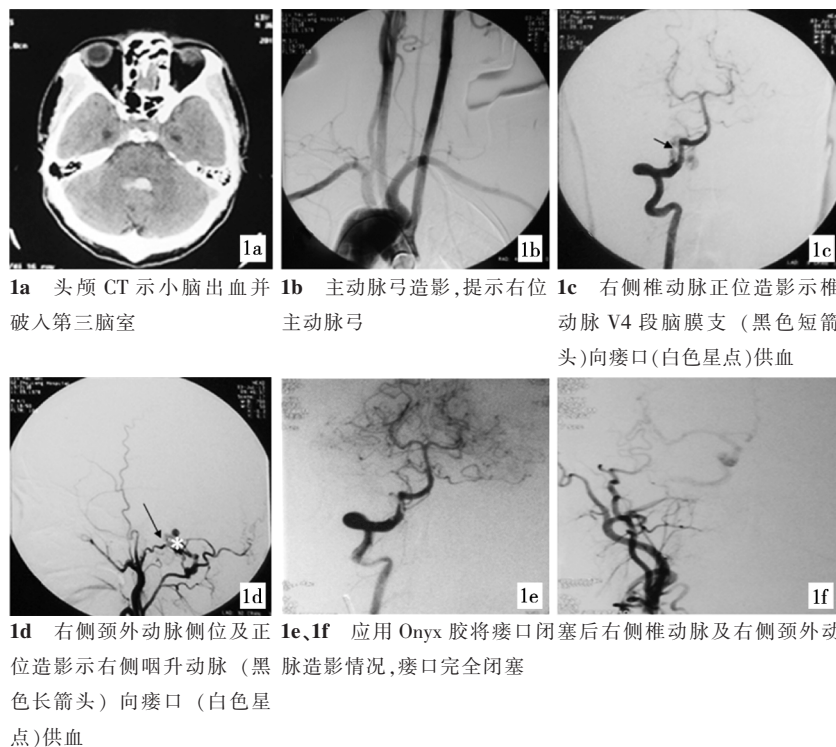 1a
1b
1c
1a 头颅 CT 示小脑出血并
破入第三脑室
1b 主动脉弓造影,提示右位
主动脉弓
1c 右侧椎动脉正位造影示椎
动脉 V4 段脑膜支 (黑色短箭
头)向瘘口(白色星点)供血
1d
1e
1f
1d 右侧颈外动脉侧位及正
位造影示右侧咽升动脉 (黑
色长箭头) 向瘘口 (白色星
点)供血
1e、1f 应用 Onyx 胶将瘘口闭塞后右侧椎动脉及右侧颈外动
脉造影情况,瘘口完全闭塞